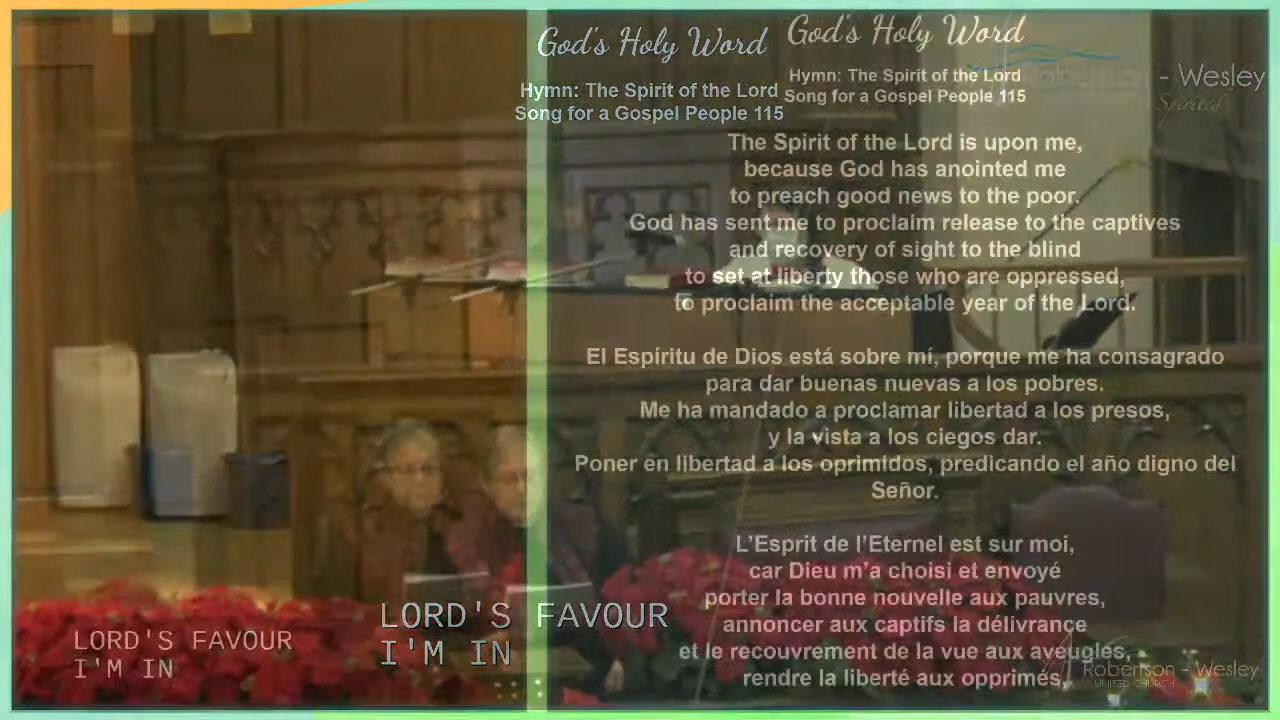 God's Holy Word
Hymn: The Spirit of the Lord
Song for a Gospel People 115
God's Holy Word
Hymn: The Spirit of the Lord
Song for a Gospel People 115
Robertson - Wesley
Spirited
The Spirit of the Lord is upon me,
because God has anointed me
to preach good news to the poor.
God has sent me to proclaim release to the captives
and recovery of sight to the blind
to set at liberty those who are oppressed,
to proclaim the acceptable year of the Lord.
El Espíritu de Dios está sobre mí, porque me ha consagrado
para dar buenas nuevas a los pobres.
Me ha mandado a proclamar libertad a los presos,
y la vista a los ciegos dar.
Poner en libertad a los oprimidos, predicando el año digno del
Señor.
L'Esprit de l'Eternel est sur moi,
car Dieu m'a choisi et envoyé
porter la bonne nouvelle aux pauvres,
annoncer aux captifs la délivrance
et le recouvrement de la vue aux aveugles,
rendre la liberté aux opprimés,
LORD'S FAVOUR
I'M IN
LORD'S FAVOUR
I'M IN
Robertson - Wesley
UNITED CHURCH